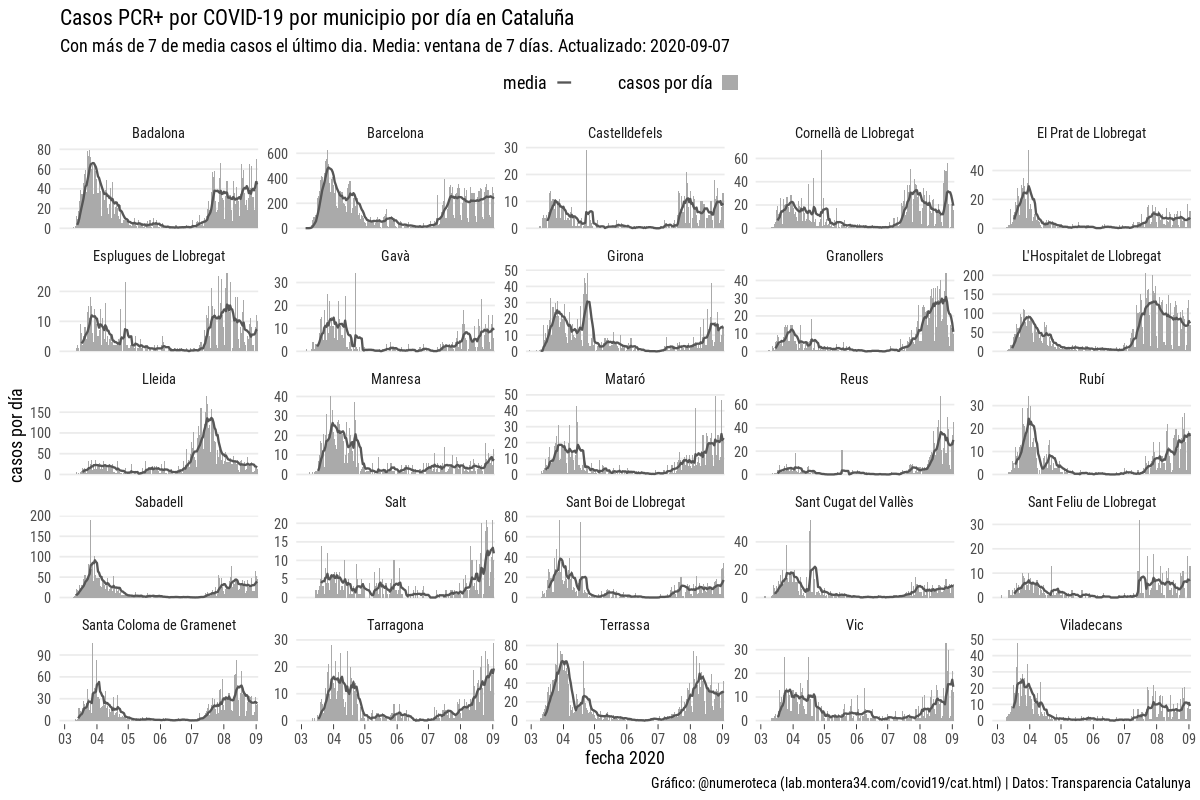 Casos PCR+ por COVID-19 por municipio por día en Cataluña
Con más de 7 de media casos el último dia. Media: ventana de 7 días. Actualizado: 2020-09-07
media casos por día
Badalona Barcelona Castelldefels Cornellà de Llobregat El Prat de Llobregat
80 60 40 20 0
600 400 200 0
30 20 10 0
60 40 20 0
40 20 0
Esplugues de Llobregat Gavà Girona Granollers L'Hospitalet de Llobregat
20 10 0
30 20 10 0
50 40 30 20 10 0
40 30 20 10 0
200 150 100 50 0
casos por día
Lleida Manresa Mataró Reus Rubí
150 100 50 0
40 30 20 10 0
50 40 30 20 10 0
60 40 20 0
30 20 10 0
Sabadell Salt Sant Boi de Llobregat Sant Cugat del Vallès Sant Feliu de Llobregat
200 150 100 50 0
20 15 10 5 0
80 60 40 20 0
40 20 0
30 20 10 0
Santa Coloma de Gramenet Tarragona Terrassa Vic Viladecans
90 60 30 0
30 20 10 0
80 60 40 20 0
30 20 10 0
50 40 30 20 10 0
03 04 05 06 07 08 09 03 04 05 06 07 08 09 03 04 05 06 07 08 09 03 04 05 06 07 08 09 03 04 05 06 07 08 09
fecha 2020
Gráfico: @numeroteca (lab.montera34.com/covid19/cat.html) | Datos: Transparencia Catalunya